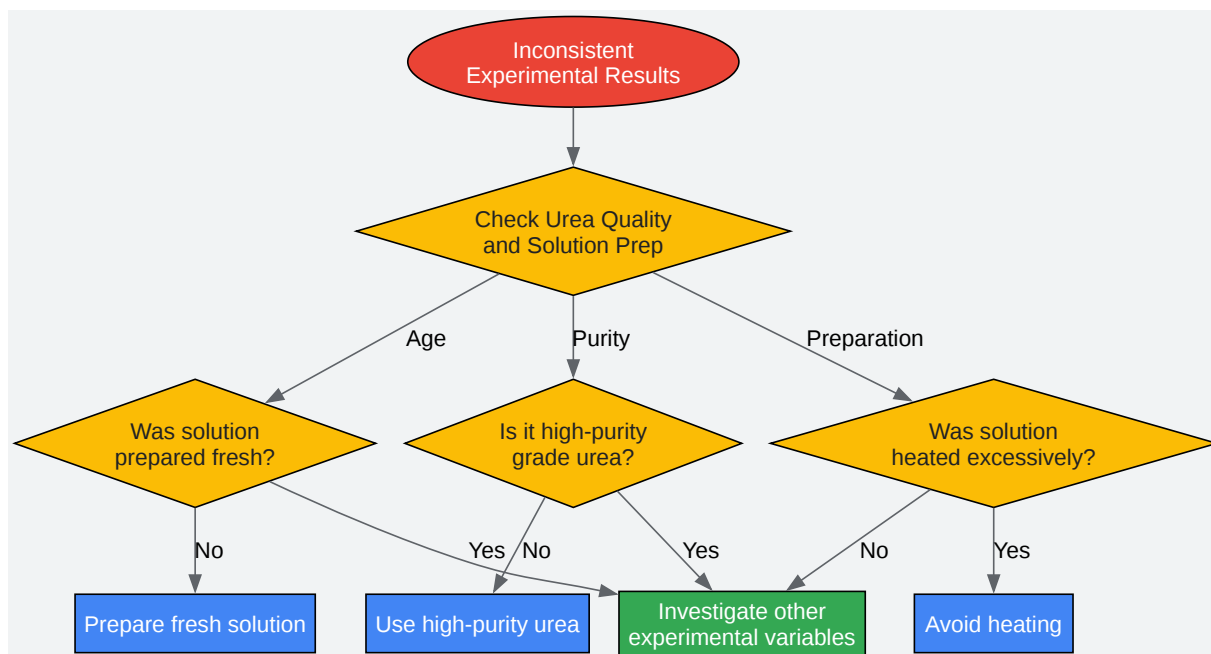 Inconsistent
Experimental Results
Check Urea Quality
and Solution Prep
Age
Purity
Preparation
Was solution
prepared fresh?
Is it high-purity
grade urea?
Was solution
heated excessively?
No
Yes
No
Yes
No
Yes
Prepare fresh solution
Use high-purity urea
Investigate other
experimental variables
Avoid heating